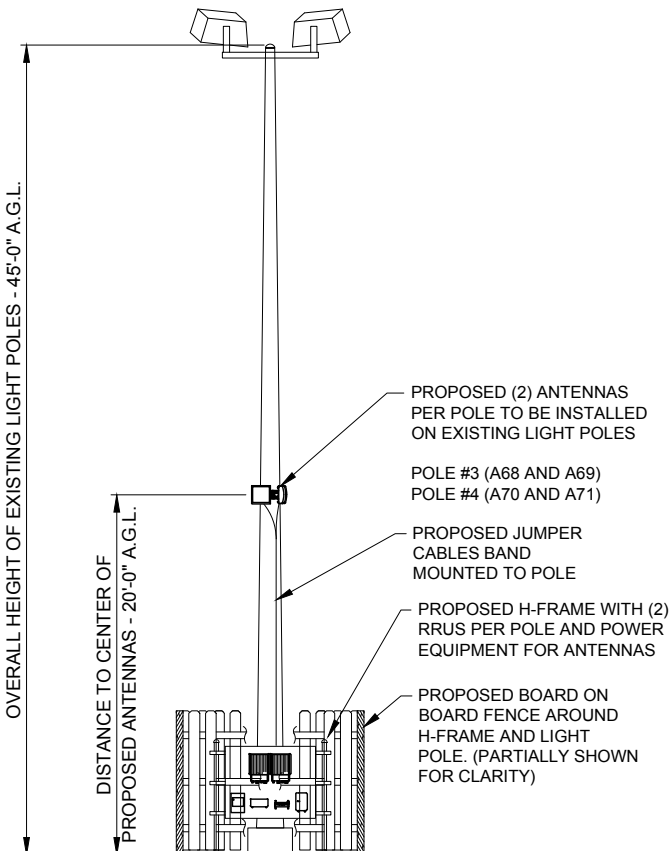 OVERALL HEIGHT OF EXISTING LIGHT POLES - 45'-0" A.G.L.
DISTANCE TO CENTER OF
PROPOSED ANTENNAS - 20'-0" A.G.L.
PROPOSED (2) ANTENNAS
PER POLE TO BE INSTALLED
ON EXISTING LIGHT POLES
POLE #3 (A68 AND A69)
POLE #4 (A70 AND A71)
PROPOSED JUMPER
CABLES BAND
MOUNTED TO POLE
PROPOSED H-FRAME WITH (2)
RRUS PER POLE AND POWER
EQUIPMENT FOR ANTENNAS
PROPOSED BOARD ON
BOARD FENCE AROUND
H-FRAME AND LIGHT
POLE. (PARTIALLY SHOWN
FOR CLARITY)